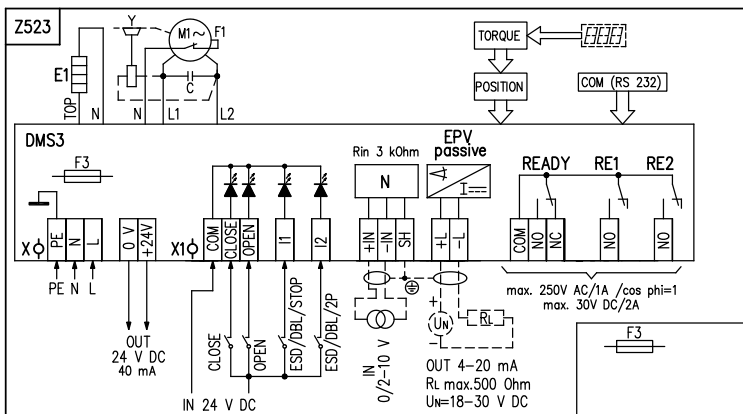 Z523
Y
M1~
F1
E1
TOP
N
N
L1
C
L2
TORQUE
POSITION
COM (RS 232)
DMS3
F3
Rin 3 kOhm
N
EPV
passive
I
READY
RE1
RE2
X
PE
N
L
0 V
+24V
X1
COM
CLOSE
OPEN
I1
I2
+IN
-IN
SH
+L
-L
COM
NO
NC
NO
NO
PE N L
OUT
24 V DC
40 mA
CLOSE
OPEN
ESD/DBL/STOP
ESD/DBL/2P
IN 24 V DC
IN
0/2-10 V
+
UN
-
RL
OUT 4-20 mA
RL max.500 Ohm
UN=18-30 V DC
max. 250V AC/1A /cos phi=1
max. 30V DC/2A
F3